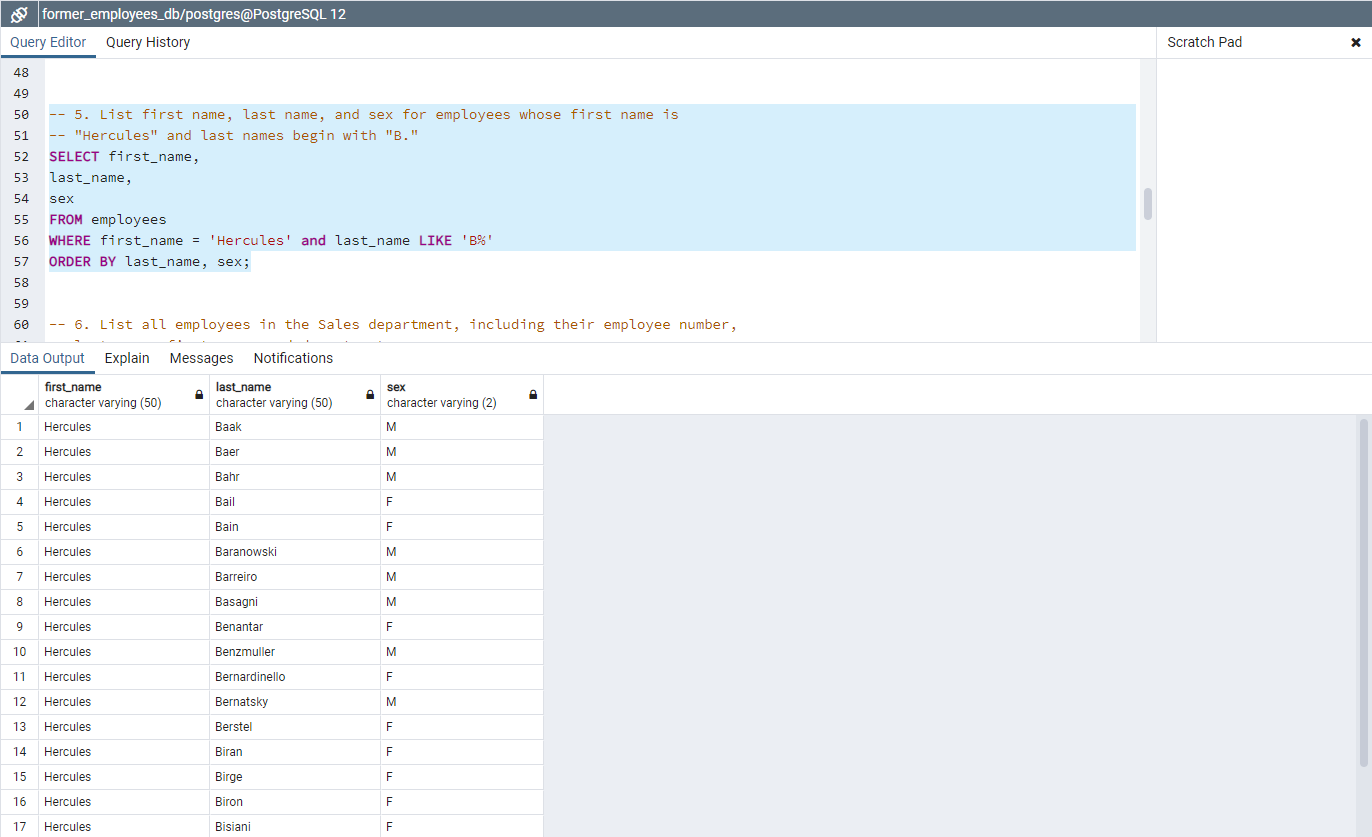 former_employees_db/postgres@PostgreSQL 12
Query Editor Query History
Scratch Pad
48
49
50 -- 5. List first name, last name, and sex for employees whose first name is
51 -- "Hercules" and last names begin with "B."
52 SELECT first_name,
53 last_name,
54 sex
55 FROM employees
56 WHERE first_name = 'Hercules' and last_name LIKE 'B%'
57 ORDER BY last_name, sex;
58
59
60 -- 6. List all employees in the Sales department, including their employee number,
Data Output Explain Messages Notifications
first_name last_name sex
character varying (50) character varying (50) character varying (2)
1 Hercules Baak M
2 Hercules Baer M
3 Hercules Bahr M
4 Hercules Bail F
5 Hercules Bain F
6 Hercules Baranowski M
7 Hercules Barreiro M
8 Hercules Basagni M
9 Hercules Benantar F
10 Hercules Benzmuller M
11 Hercules Bernardinello F
12 Hercules Bernatsky M
13 Hercules Berstel F
14 Hercules Biran F
15 Hercules Birge F
16 Hercules Biron F
17 Hercules Bisiani F